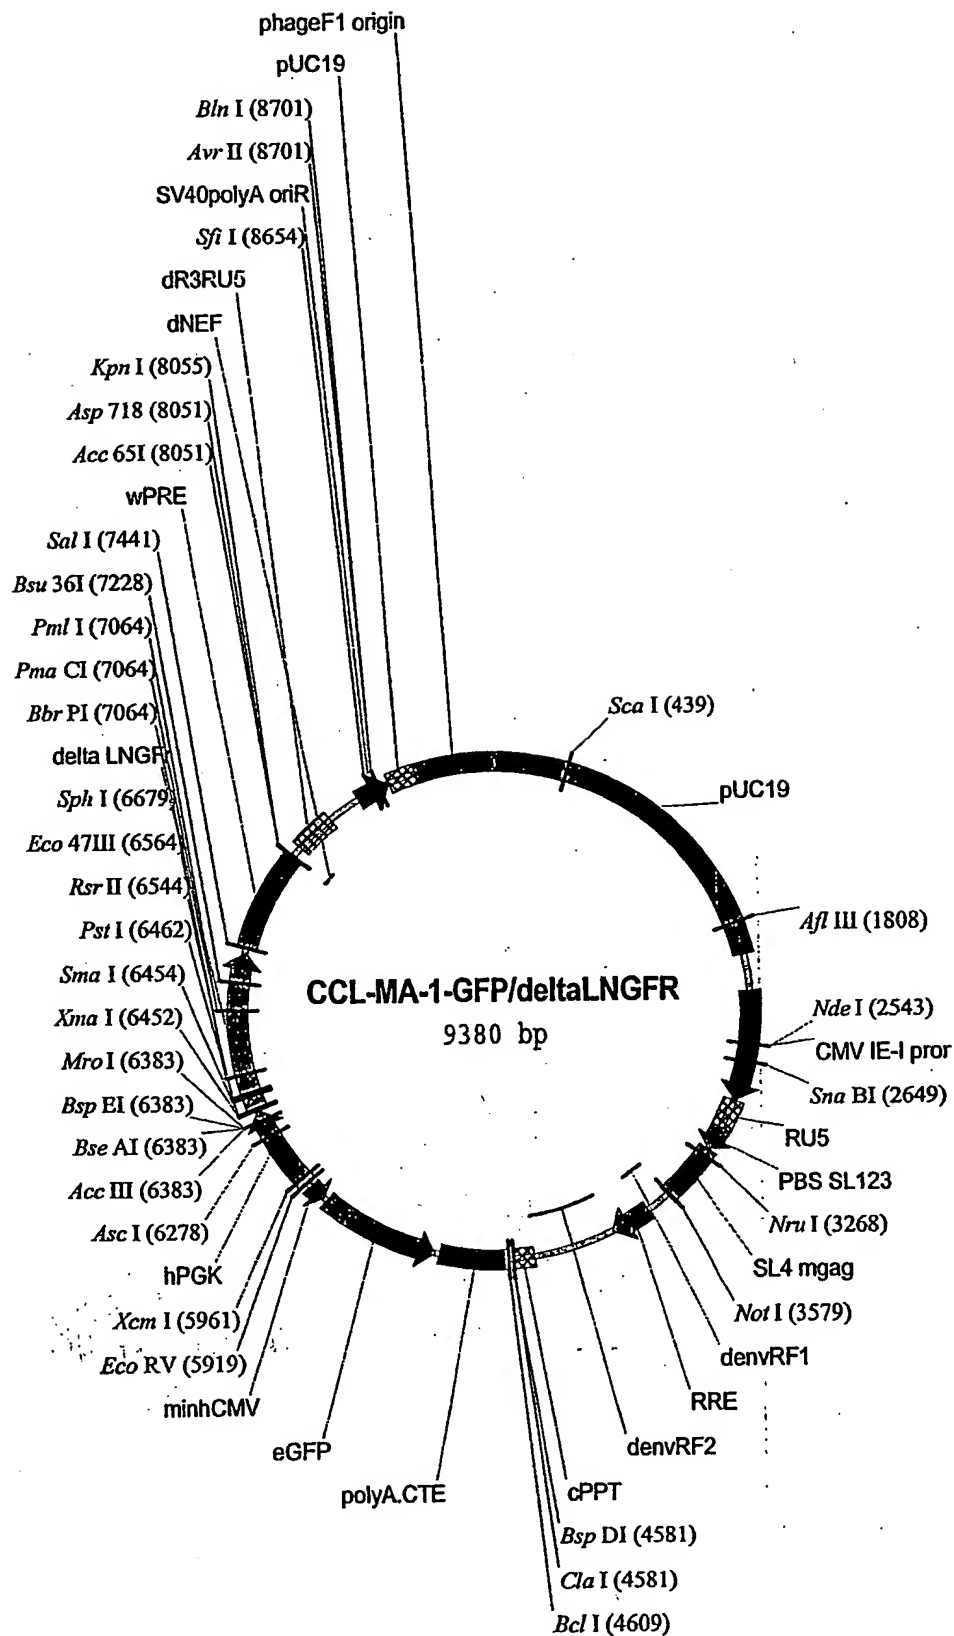 phageF1 origin
pUC19
Bln I (8701)
Avr II (8701)
SV40polyA oriR
Sfi I (8654)
dR3RU5
dNEF
Kpn I (8055)
Asp 718 (8051)
Acc 65I (8051)
wPRE
Sal I (7441)
Bsu 36I (7228)
Pml I (7064)
Pma CI (7064)
Bbr PI (7064)
delta LNGFr
Sph I (6679)
Eco 47III (6564)
Rsr II (6544)
Pst I (6462)
Sma I (6454)
Xma I (6452)
Mro I (6383)
Bsp EI (6383)
Bse AI (6383)
Acc III (6383)
Asc I (6278)
hPGK
Xcm I (5961)
Eco RV (5919)
minhCMV
eGFP
polyA.CTE
Sca I (439)
pUC19
Afl III (1808)
Nde I (2543)
CMV IE-I pror
Sna BI (2649)
RU5
PBS SL123
Nru I (3268)
SL4 mgag
Not I (3579)
denvRF1
RRE
denvRF2
cPPT
Bsp DI (4581)
Cla I (4581)
Bcl I (4609)
CCL-MA-1-GFP/deltaLNGFR
9380 bp